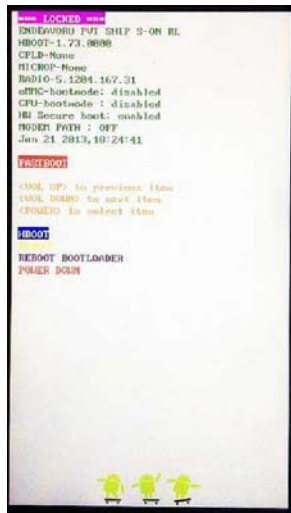 *** LOCKED ***
ENDEAVORU PVT SHIP S-ON RL
HBOOT-1.73.0000
CPLD-None
MICROP-None
RADIO-5.1204.167.31
eMMC-bootmode: disabled
CPU-bootmode : disabled
HW Secure boot: enabled
MODEM PATH : OFF
Jan 21 2013,18:24:41
FASTBOOT
<VOL UP> to previous item
<VOL DOWN> to next item
<POWER> to select item
HBOOT
REBOOT BOOTLOADER
POWER DOWN